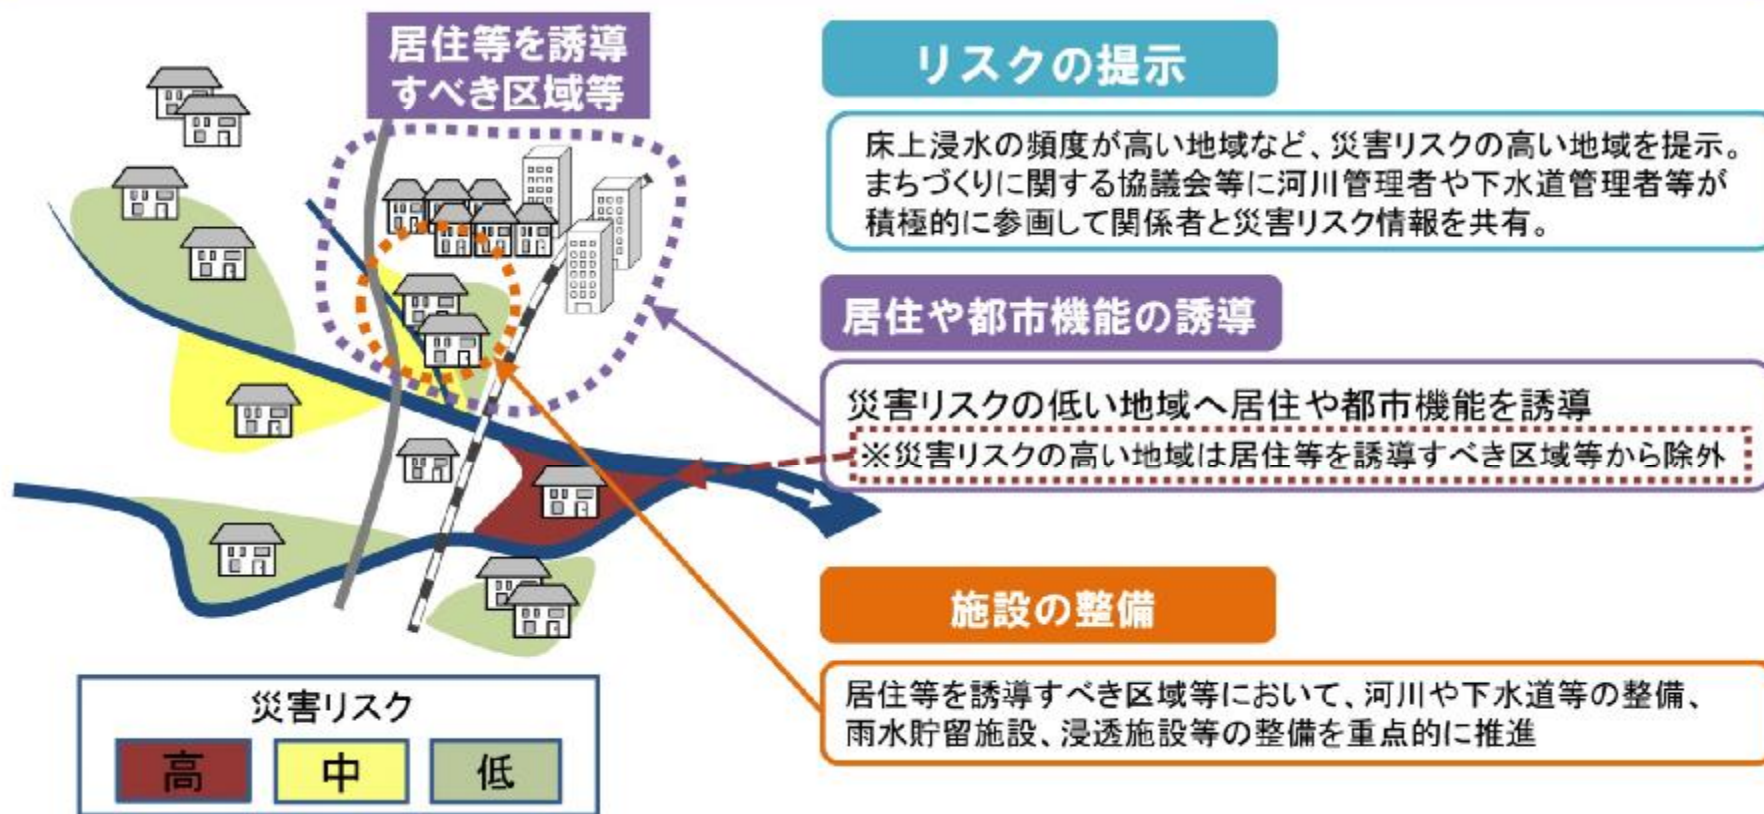 居住等を誘導
すべき区域等
リスクの提示
床上浸水の頻度が高い地域など、災害リスクの高い地域を提示。
まちづくりに関する協議会等に河川管理者や下水道管理者等が
積極的に参画して関係者と災害リスク情報を共有。
居住や都市機能の誘導
災害リスクの低い地域へ居住や都市機能を誘導
※災害リスクの高い地域は居住等を誘導すべき区域等から除外
施設の整備
居住等を誘導すべき区域等において、河川や下水道等の整備、
雨水貯留施設、浸透施設等の整備を重点的に推進
災害リスク
高 中 低